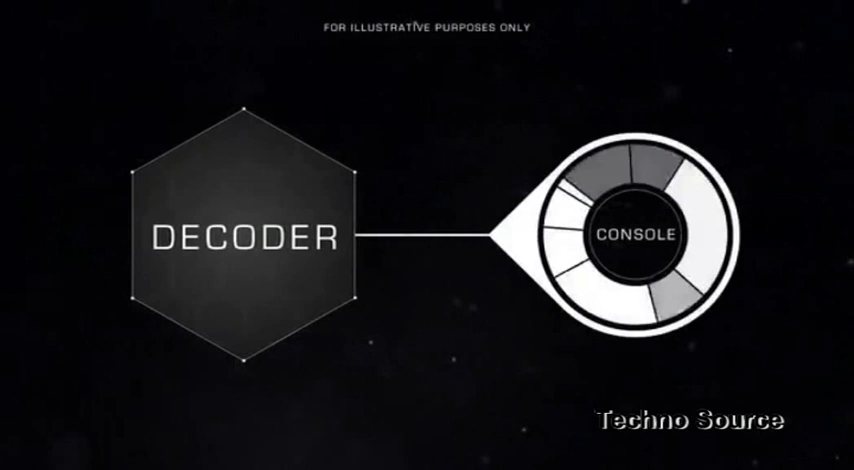 FOR ILLUSTRATIVE PURPOSES ONLY
DECODER
CONSOLE
Techno Source